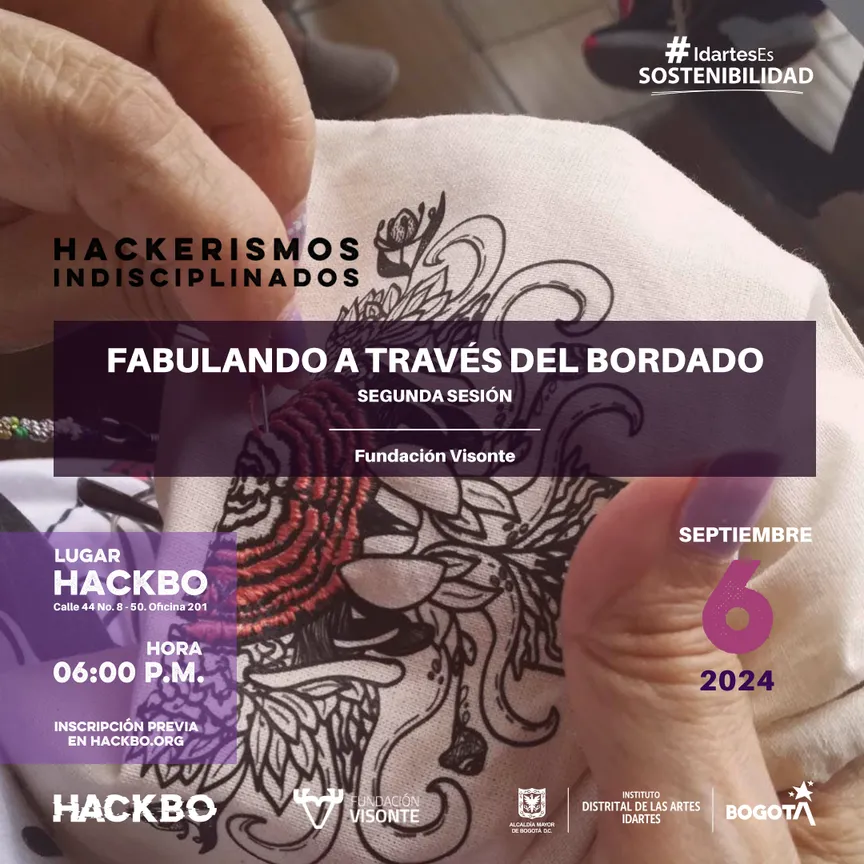 #IdartesEs
SOSTENIBILIDAD
HACKERISMOS
INDISCIPLINADOS
FABULANDO A TRAVÉS DEL BORDADO
SEGUNDA SESIÓN
Fundación Visonte
SEPTIEMBRE
6
2024
LUGAR
HACKBO
Calle 44 No. 8 - 50. Oficina 201
HORA
06:00 P.M.
INSCRIPCIÓN PREVIA
EN HACKBO.ORG
HACKBO
FUNDACIÓN
VISONTE
ALCALDÍA MAYOR
DE BOGOTÁ D.C.
INSTITUTO
DISTRITAL DE LAS ARTES
IDARTES
BOGOTÁ